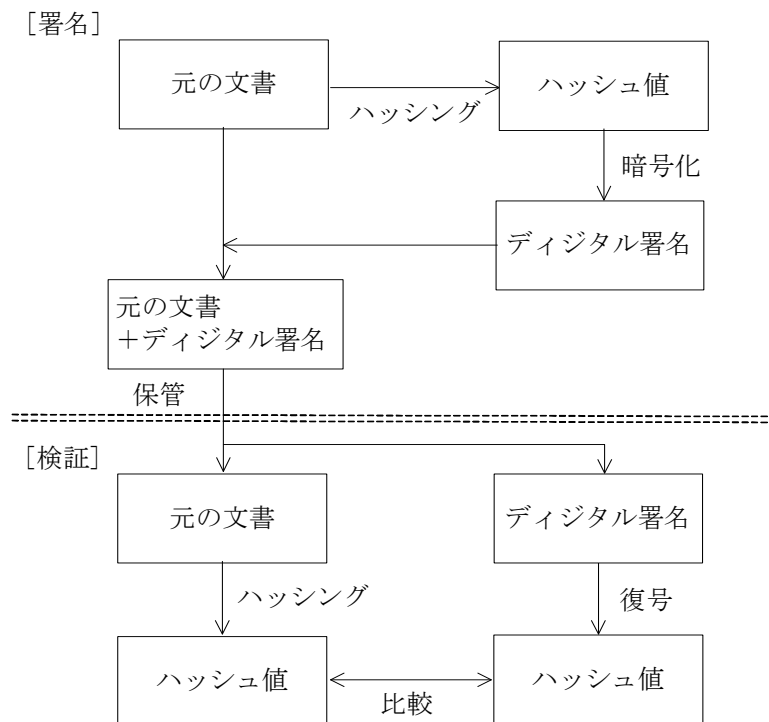 ［署名］
元の文書
ハッシュ値
ハッシング
暗号化
ディジタル署名
元の文書
＋ディジタル署名
保管
［検証］
元の文書
ディジタル署名
ハッシング
復号
ハッシュ値
ハッシュ値
比較